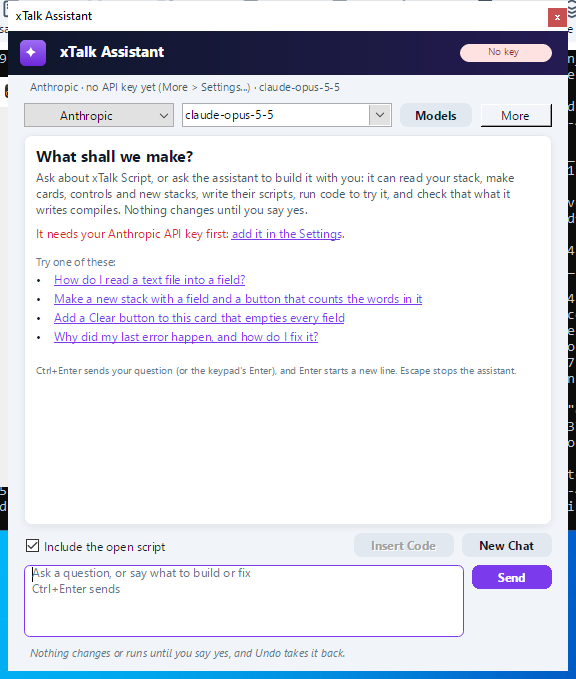 xTalk Assistant
x
xTalk Assistant
No key
Anthropic · no API key yet (More > Settings...) · claude-opus-5-5
Anthropic
claude-opus-5-5
Models
More
What shall we make?
Ask about xTalk Script, or ask the assistant to build it with you: it can read your stack, make
cards, controls and new stacks, write their scripts, run code to try it, and check that what it
writes compiles. Nothing changes until you say yes.
It needs your Anthropic API key first: add it in the Settings.
Try one of these:
• How do I read a text file into a field?
• Make a new stack with a field and a button that counts the words in it
• Add a Clear button to this card that empties every field
• Why did my last error happen, and how do I fix it?
Ctrl+Enter sends your question (or the keypad's Enter), and Enter starts a new line. Escape stops the assistant.
Include the open script
Insert Code
New Chat
Ask a question, or say what to build or fix
Ctrl+Enter sends
Send
Nothing changes or runs until you say yes, and Undo takes it back.